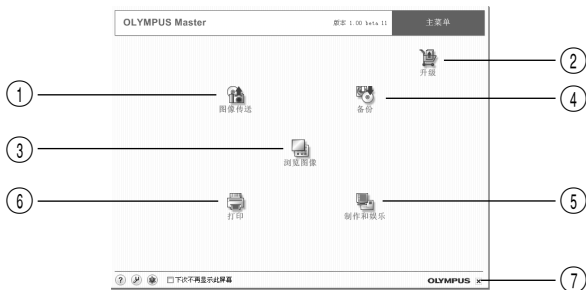 OLYMPUS Master 版本 1.00 beta 11 主菜单
② 升级
① 图像传送
④ 备份
③ 浏览图像
⑥ 打印
⑤ 制作和娱乐
? 下次不再显示此屏幕 OLYMPUS x ⑦